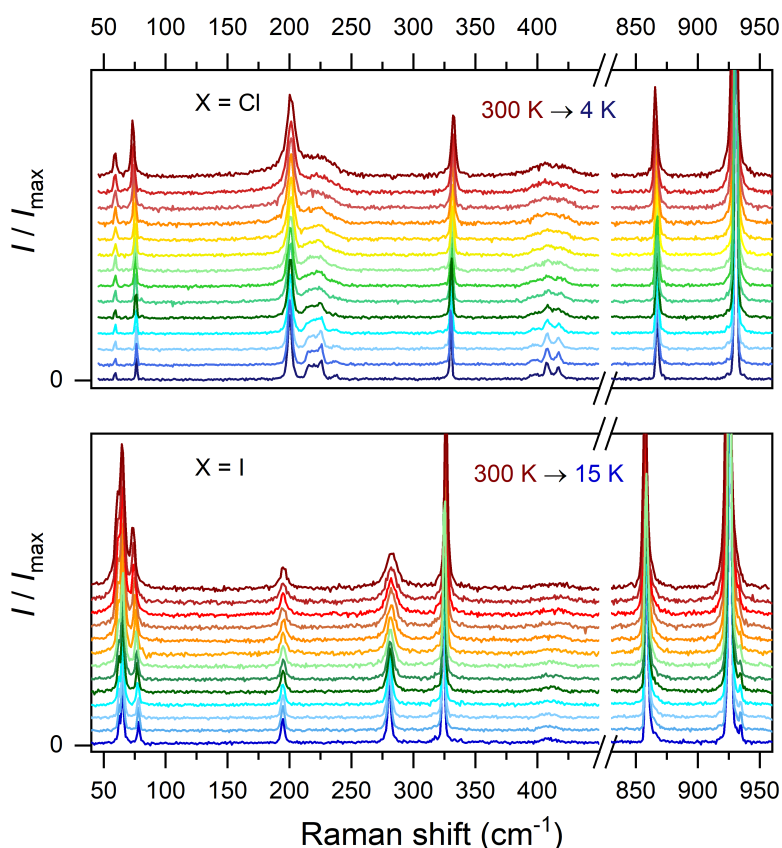 50 100 150 200 250 300 350 400 850 900 950
X = Cl
300 K → 4 K
I / Imax
0
X = I
300 K → 15 K
I / Imax
0
50 100 150 200 250 300 350 400 850 900 950
Raman shift (cm-1)